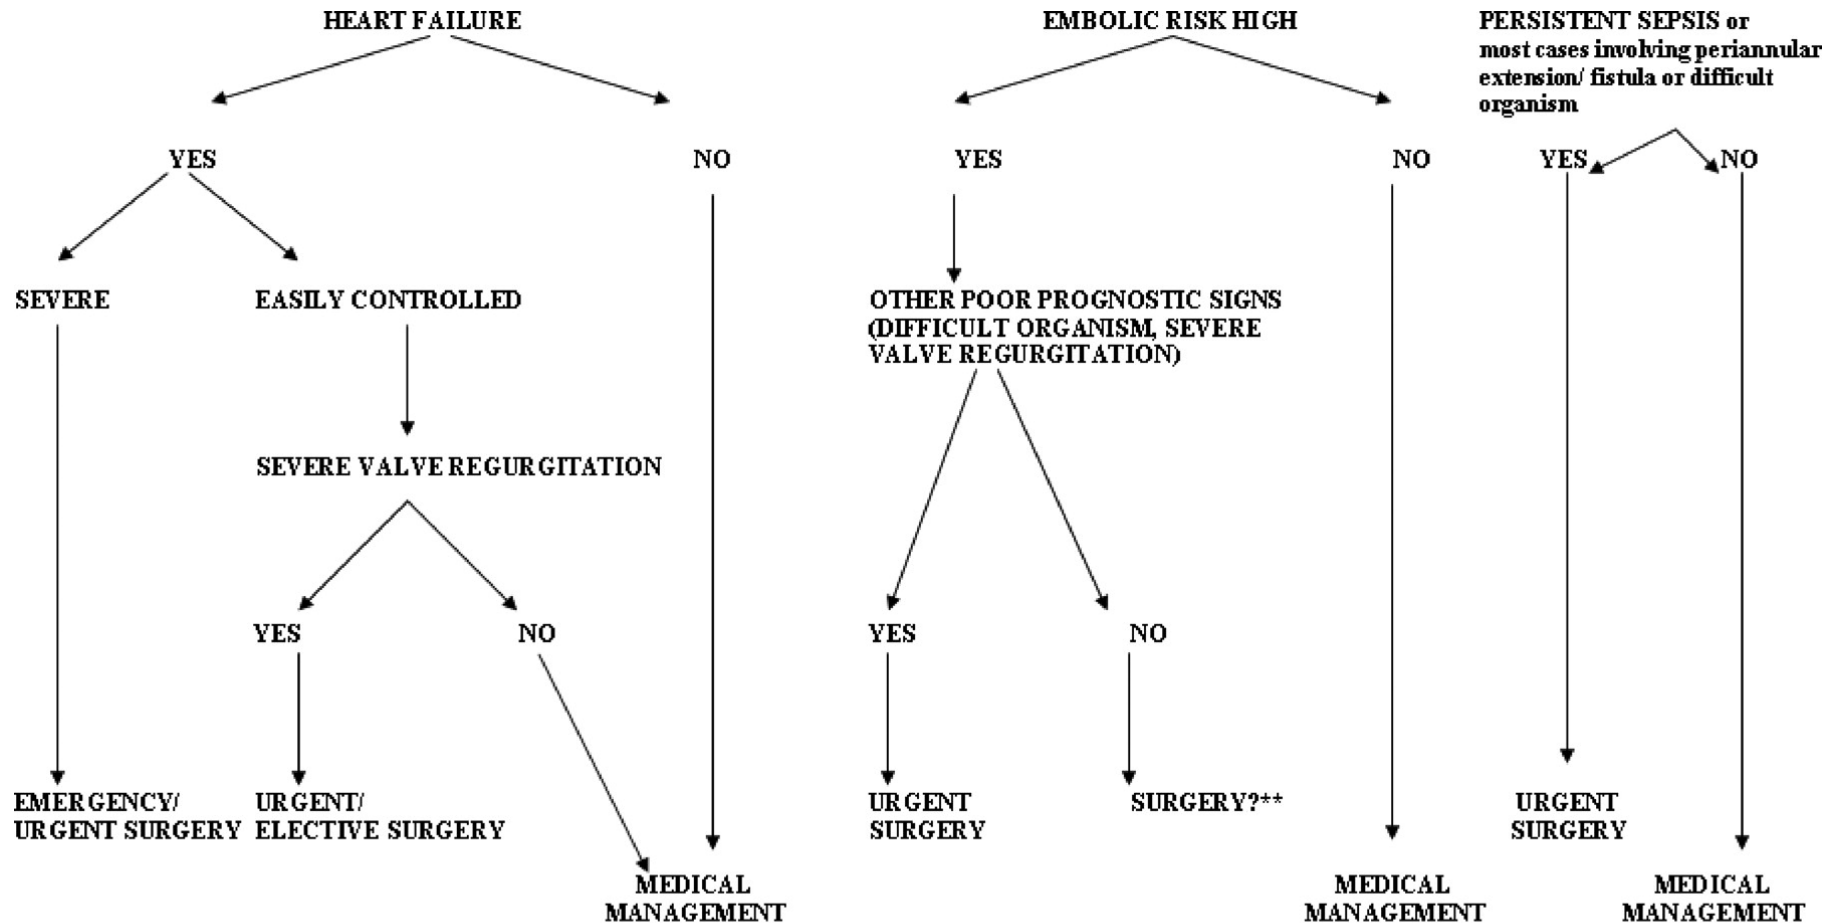 HEART FAILURE
YES
NO
SEVERE
EASILY CONTROLLED
SEVERE VALVE REGURGITATION
YES
NO
EMERGENCY/
URGENT SURGERY
URGENT/
ELECTIVE SURGERY
MEDICAL
MANAGEMENT
EMBOLIC RISK HIGH
YES
NO
OTHER POOR PROGNOSTIC SIGNS
(DIFFICULT ORGANISM, SEVERE
VALVE REGURGITATION)
YES
NO
URGENT
SURGERY
SURGERY?**
MEDICAL
MANAGEMENT
PERSISTENT SEPSIS or
most cases involving periannular
extension/ fistula or difficult
organism
YES
NO
URGENT
SURGERY
MEDICAL
MANAGEMENT